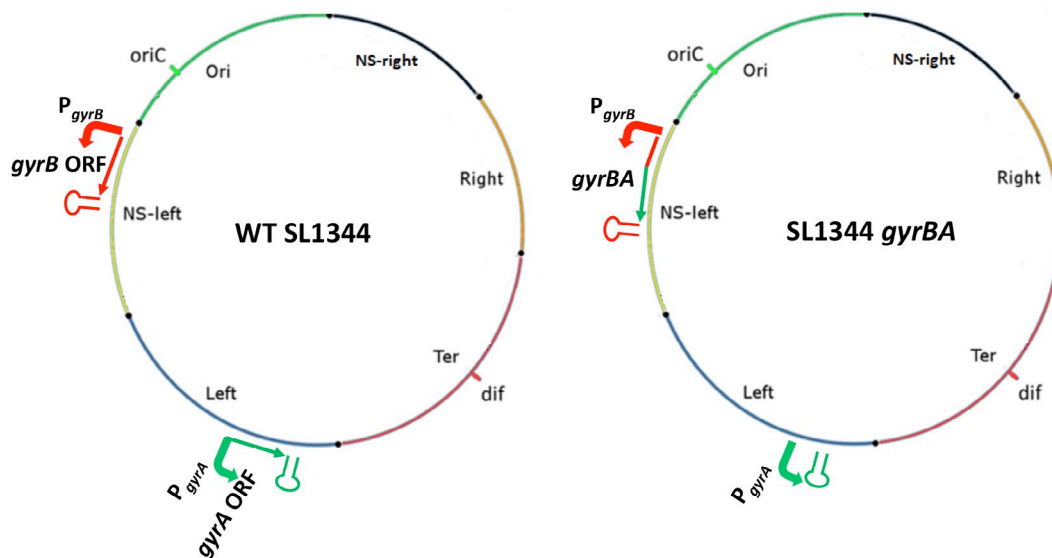 oriC
Ori
NS-right
PgyrB
gyrB ORF
NS-left
Right
WT SL1344
Ter
dif
Left
PgyrA
gyrA ORF
oriC
Ori
NS-right
PgyrB
gyrBA
NS-left
Right
SL1344 gyrBA
Ter
dif
Left
PgyrA